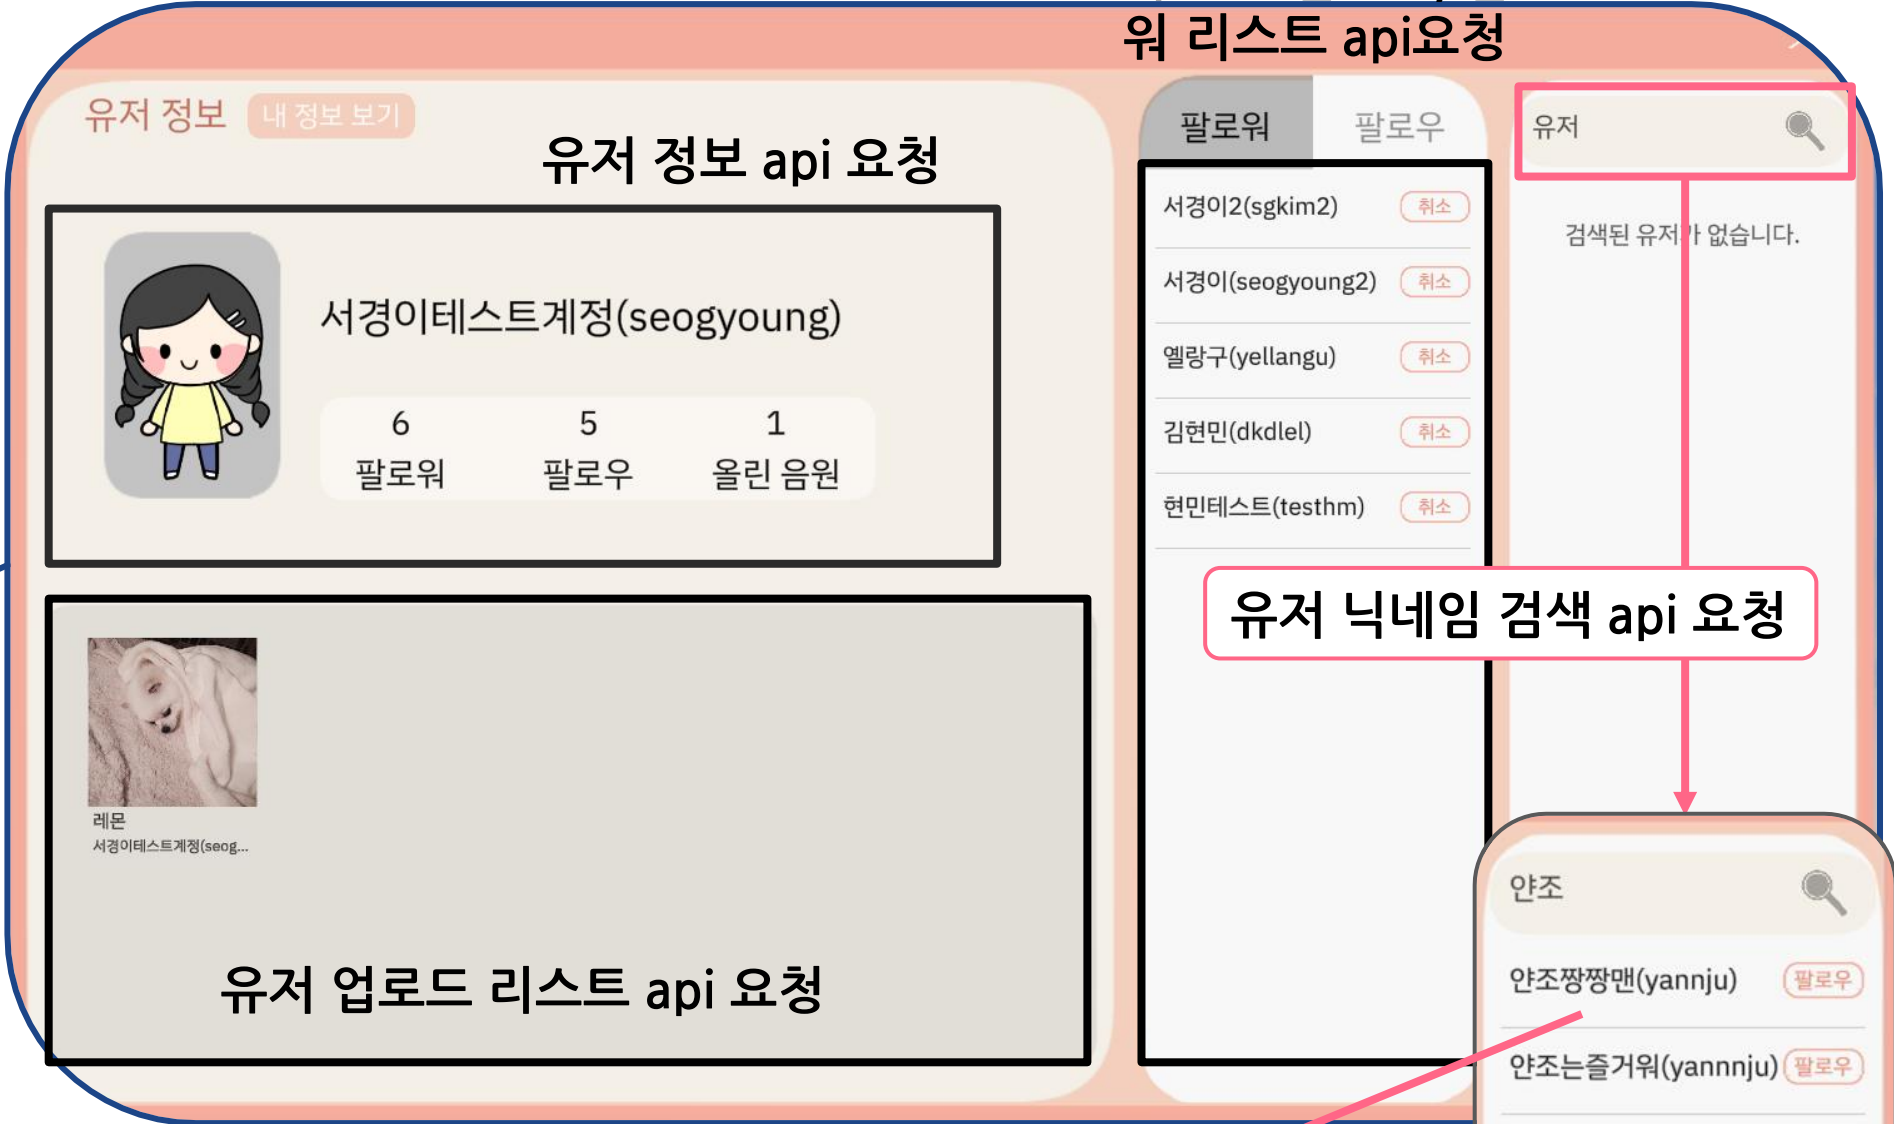 워 리스트 api요청
유저 정보 내 정보 보기
유저 정보 api 요청
서경이테스트계정(seogyoung)
6 5 1
팔로워 팔로우 올린 음원
레몬
서경이테스트계정(seog...
유저 업로드 리스트 api 요청
팔로워 팔로우
서경이2(sgkim2) 취소
서경이(seogyoung2) 취소
옐랑구(yellangu) 취소
김현민(dkdlel) 취소
현민테스트(testhm) 취소
유저
검색된 유저가 없습니다.
유저 닉네임 검색 api 요청
얀조
얀조짱짱맨(yannju) 팔로우
얀조는즐거워(yannnju) 팔로우